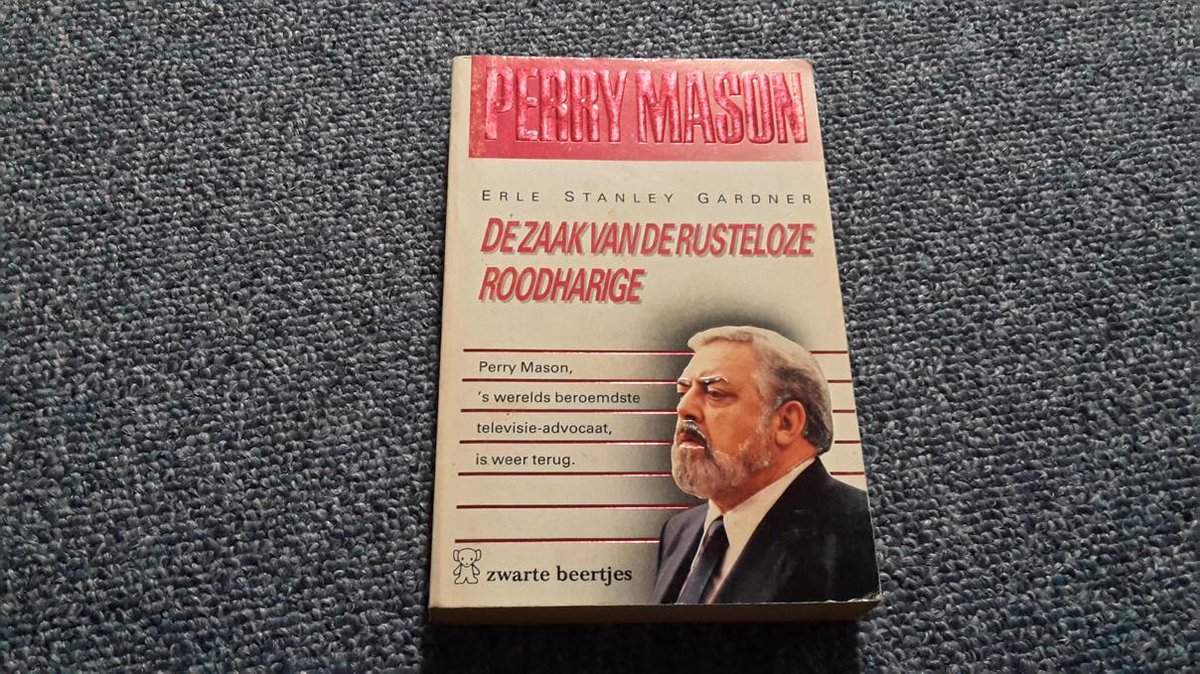 PERRY MASON
ERLE STANLEY GARDNER
DE ZAAK VAN DE RUSTELOZE
ROODHARIGE
Perry Mason,
's werelds beroemdste
televisie-advocaat,
is weer terug.
zwarte beertjes